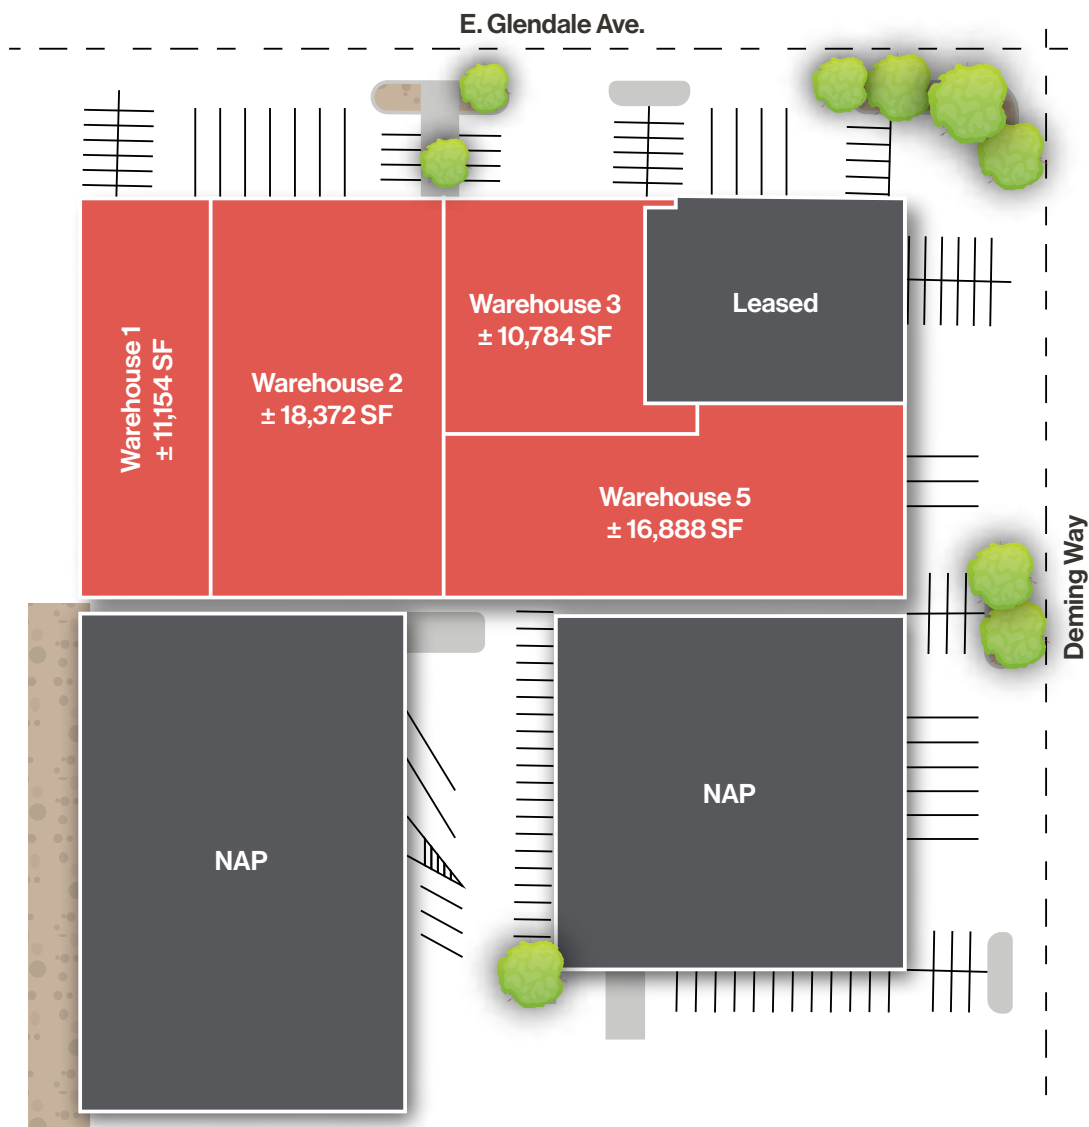 E. Glendale Ave.
Warehouse 1
± 11,154 SF
Warehouse 2
± 18,372 SF
Warehouse 3
± 10,784 SF
Leased
Warehouse 5
± 16,888 SF
Deming Way
NAP
NAP